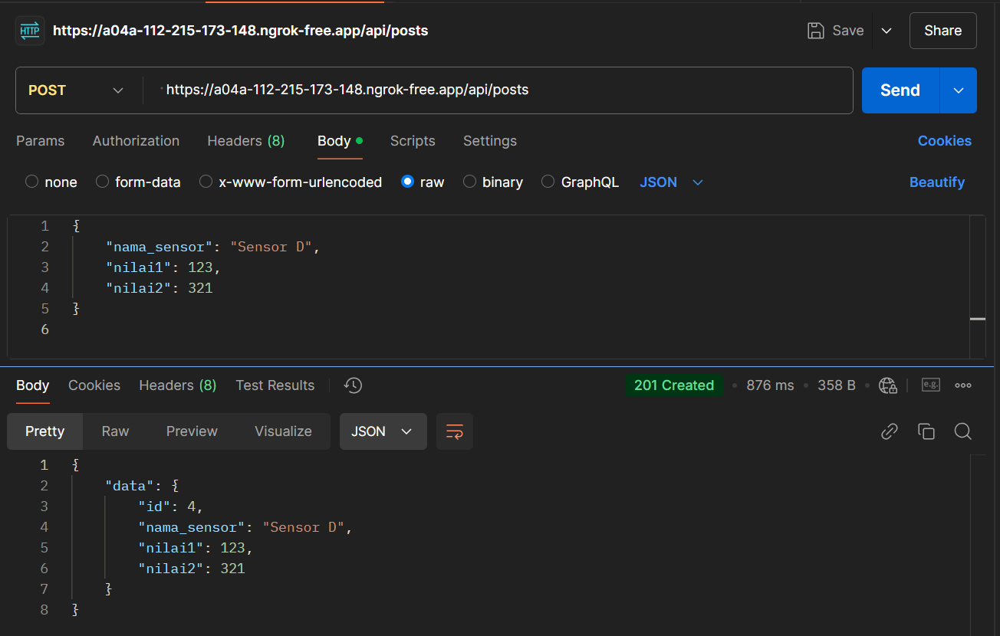 HTTP https://a04a-112-215-173-148.ngrok-free.app/api/posts Save Share
POST https://a04a-112-215-173-148.ngrok-free.app/api/posts Send
Params Authorization Headers (8) Body Scripts Settings Cookies
none form-data x-www-form-urlencoded raw binary GraphQL JSON Beautify
1 {
2 "nama_sensor": "Sensor D",
3 "nilai1": 123,
4 "nilai2": 321
5 }
6
Body Cookies Headers (8) Test Results 201 Created 876 ms 358 B e.g.
Pretty Raw Preview Visualize JSON
1 {
2 "data": {
3 "id": 4,
4 "nama_sensor": "Sensor D",
5 "nilai1": 123,
6 "nilai2": 321
7 }
8 }